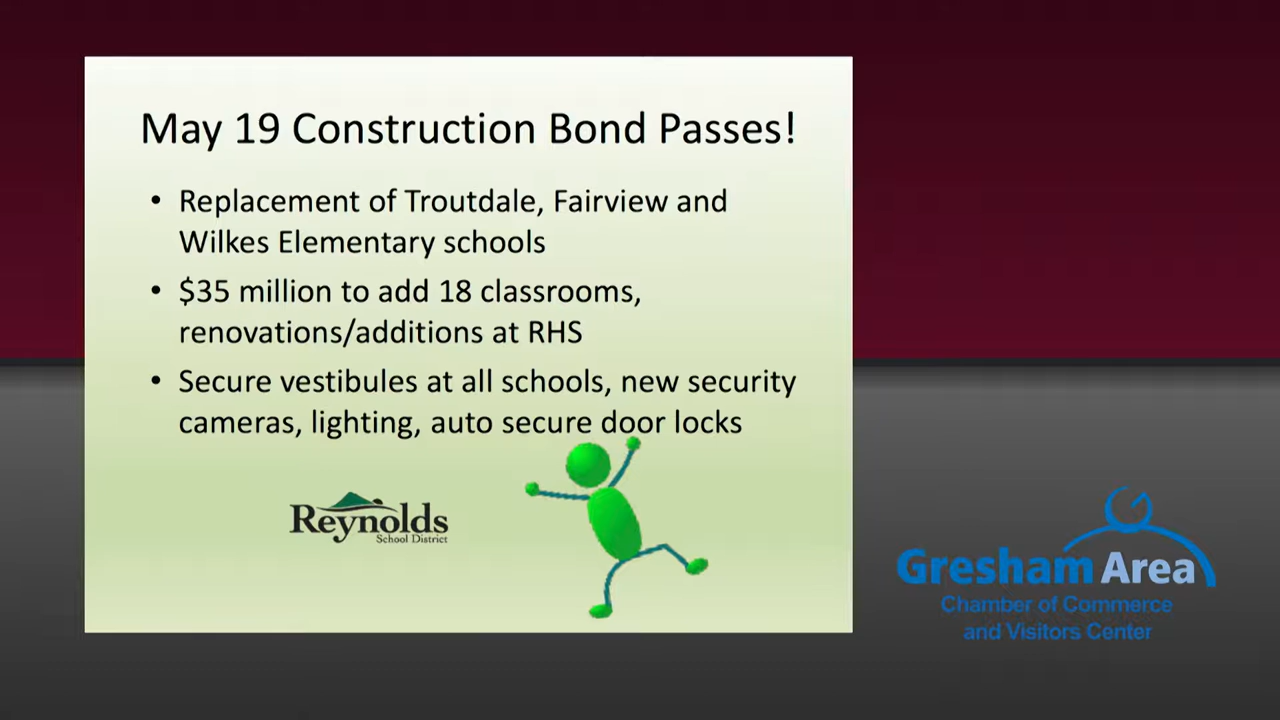 May 19 Construction Bond Passes!
• Replacement of Troutdale, Fairview and
Wilkes Elementary schools
• $35 million to add 18 classrooms,
renovations/additions at RHS
• Secure vestibules at all schools, new security
cameras, lighting, auto secure door locks
Reynolds
School District
Gresham Area
Chamber of Commerce
and Visitors Center